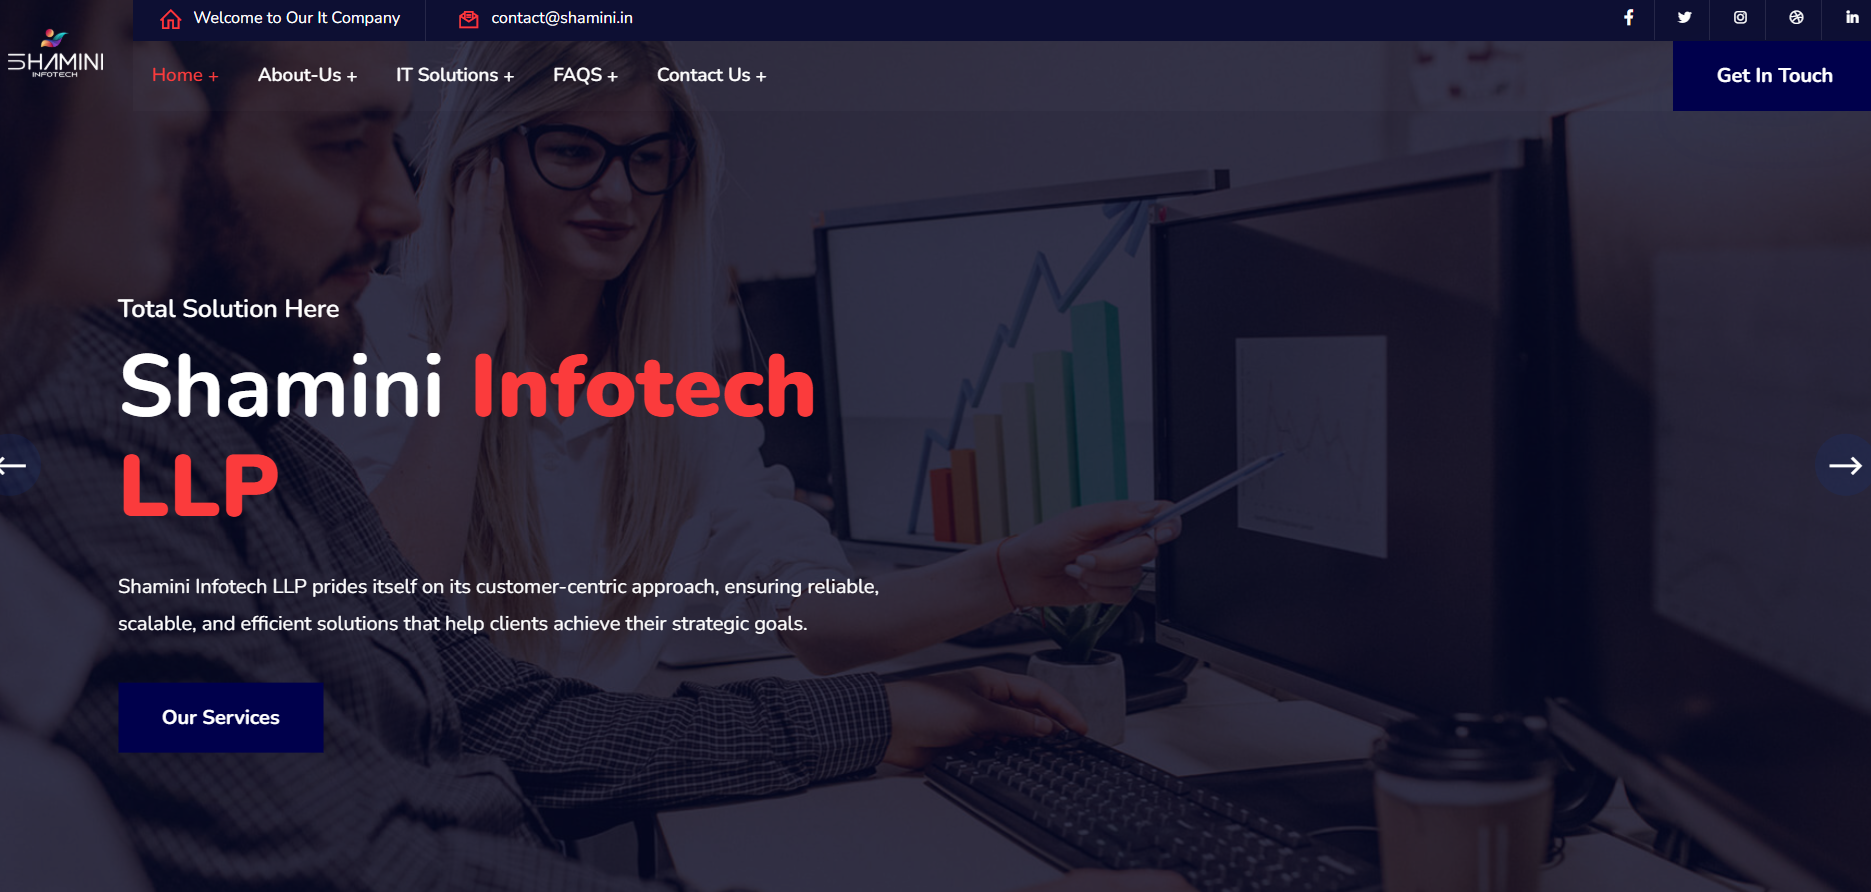 Welcome to Our It Company
contact@shamini.in
SHAMINI
INFOTECH
Home +
About-Us +
IT Solutions +
FAQS +
Contact Us +
Get In Touch
Total Solution Here
Shamini Infotech
LLP
Shamini Infotech LLP prides itself on its customer-centric approach, ensuring reliable,
scalable, and efficient solutions that help clients achieve their strategic goals.
Our Services